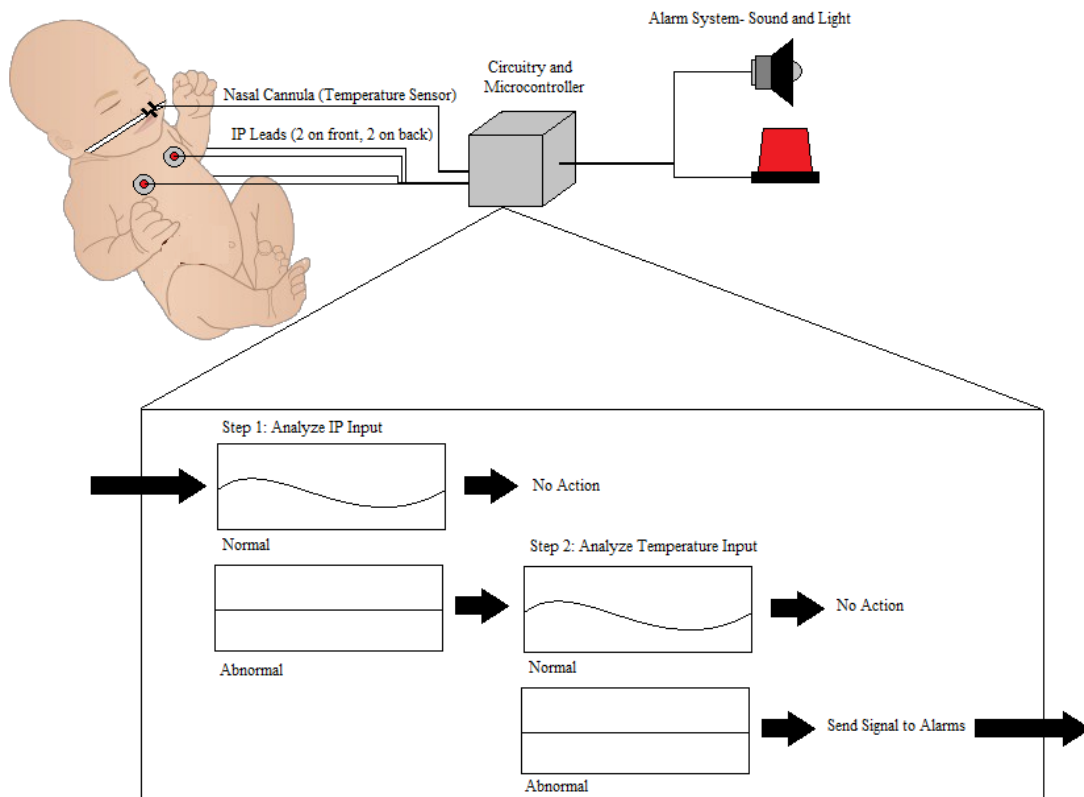 Alarm System- Sound and Light
Circuitry and
Microcontroller
Nasal Cannula (Temperature Sensor)
IP Leads (2 on front, 2 on back)
Step 1: Analyze IP Input
No Action
Normal
Step 2: Analyze Temperature Input
No Action
Abnormal
Normal
Send Signal to Alarms
Abnormal